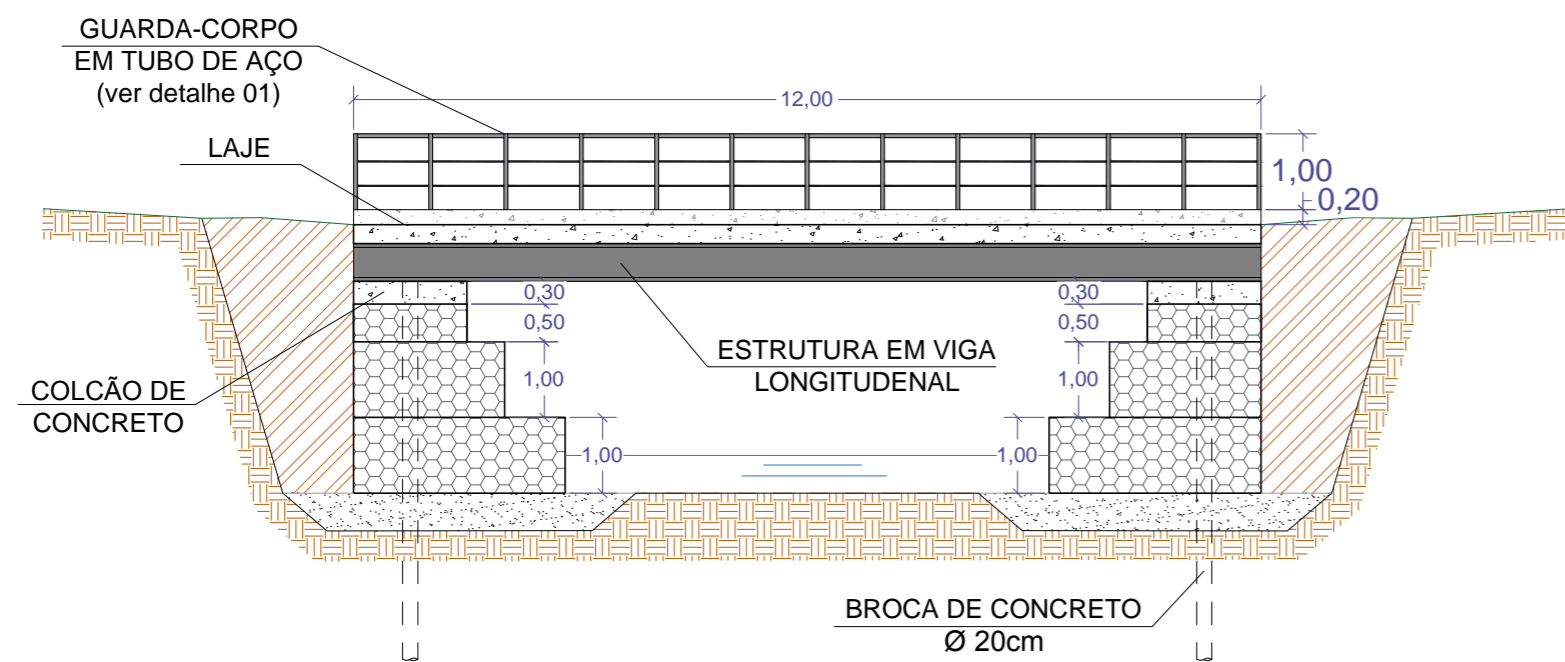 GUARDA-CORPO
EM TUBO DE AÇO
(ver detalhe 01)
12,00
LAJE
1,00
0,20
0,30
0,30
0,50
0,50
ESTRUTURA EM VIGA
LONGITUDENAL
1,00
1,00
COLCÃO DE
CONCRETO
1,00
1,00
BROCA DE CONCRETO
Ø 20cm